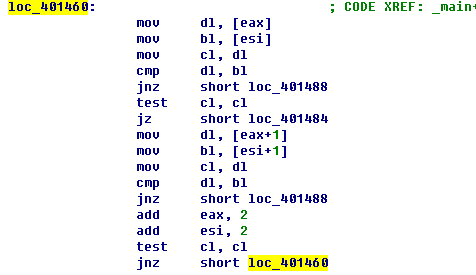 loc_401460: ; CODE XREF: _main+
mov dl, [eax]
mov bl, [esi]
mov cl, dl
cmp dl, bl
jnz short loc_401488
test cl, cl
jz short loc_401484
mov dl, [eax+1]
mov bl, [esi+1]
mov cl, dl
cmp dl, bl
jnz short loc_401488
add eax, 2
add esi, 2
test cl, cl
jnz short loc_401460